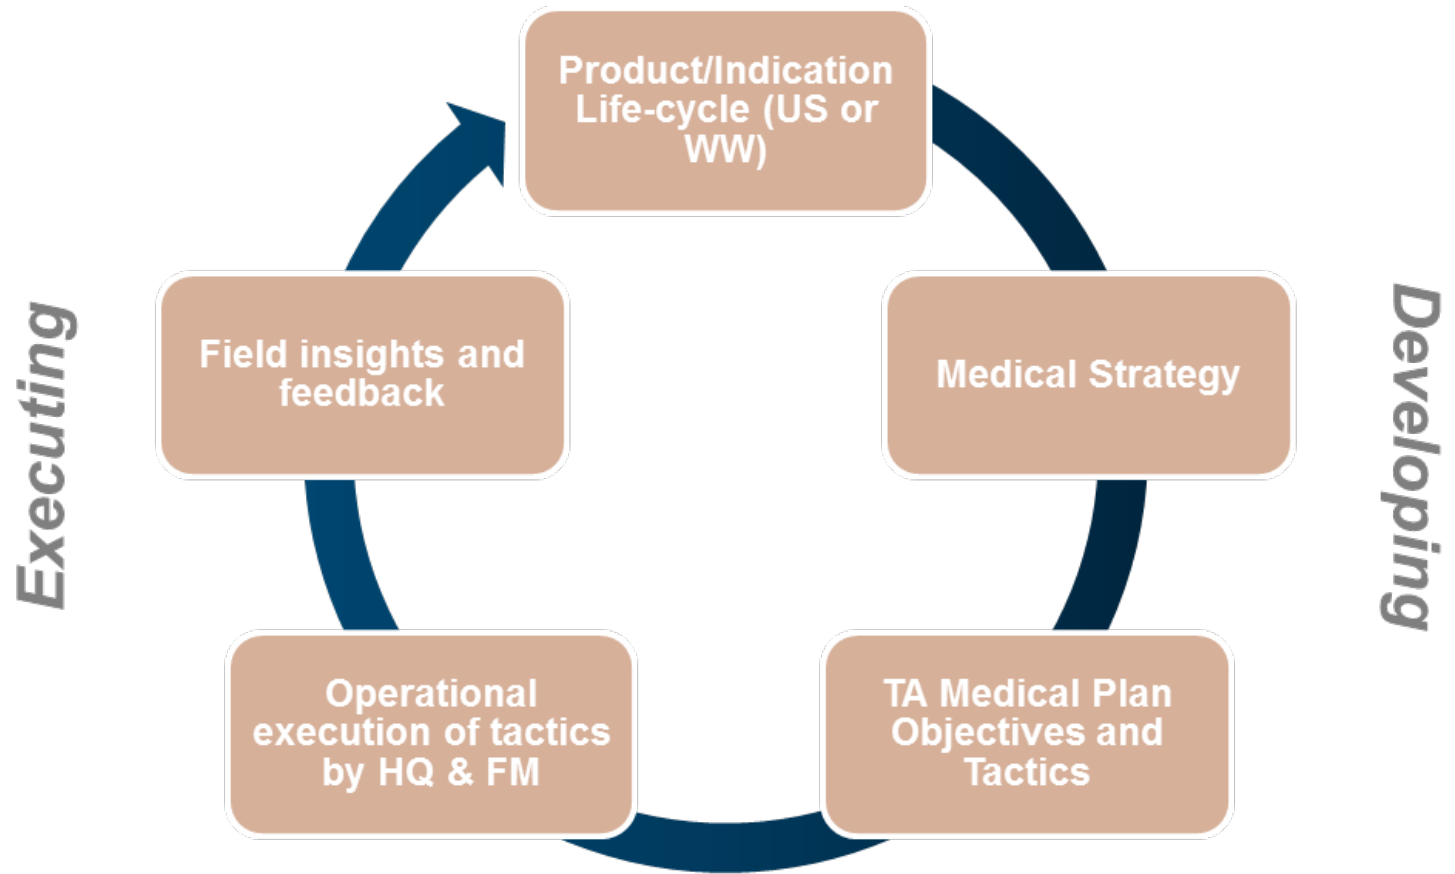 Product/Indication
Life-cycle (US or
WW)
Medical Strategy
TA Medical Plan
Objectives and
Tactics
Operational
execution of tactics
by HQ & FM
Field insights and
feedback
Executing
Developing